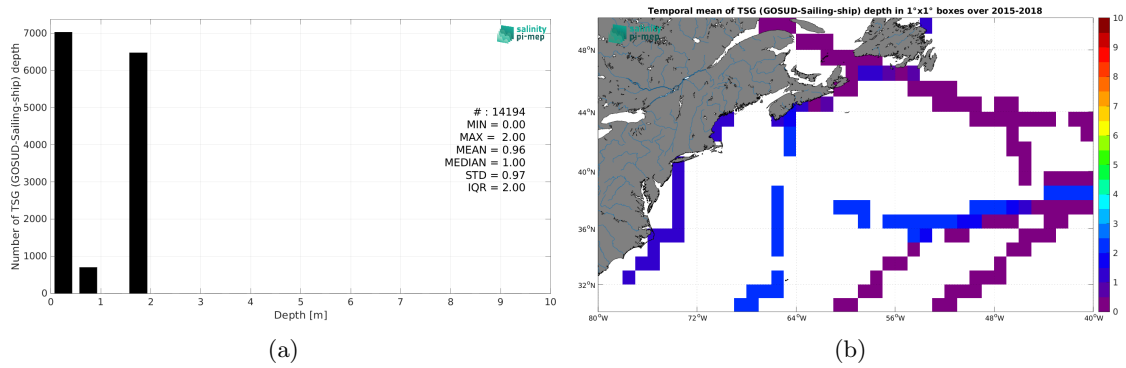 7000
6000
5000
4000
3000
2000
1000
0
Number of TSG (GOSUD-Sailing-ship) depth
salinity
pi-mep
# : 14194
MIN = 0.00
MAX = 2.00
MEAN = 0.96
MEDIAN = 1.00
STD = 0.97
IQR = 2.00
0 1 2 3 4 5 6 7 8 9 10
Depth [m]
(a)
Temporal mean of TSG (GOSUD-Sailing-ship) depth in 1°x1° boxes over 2015-2018
salinity
pi-mep
48°N
44°N
40°N
36°N
32°N
80°W 72°W 64°W 56°W 48°W 40°W
10
9
8
7
6
5
4
3
2
1
0
(b)